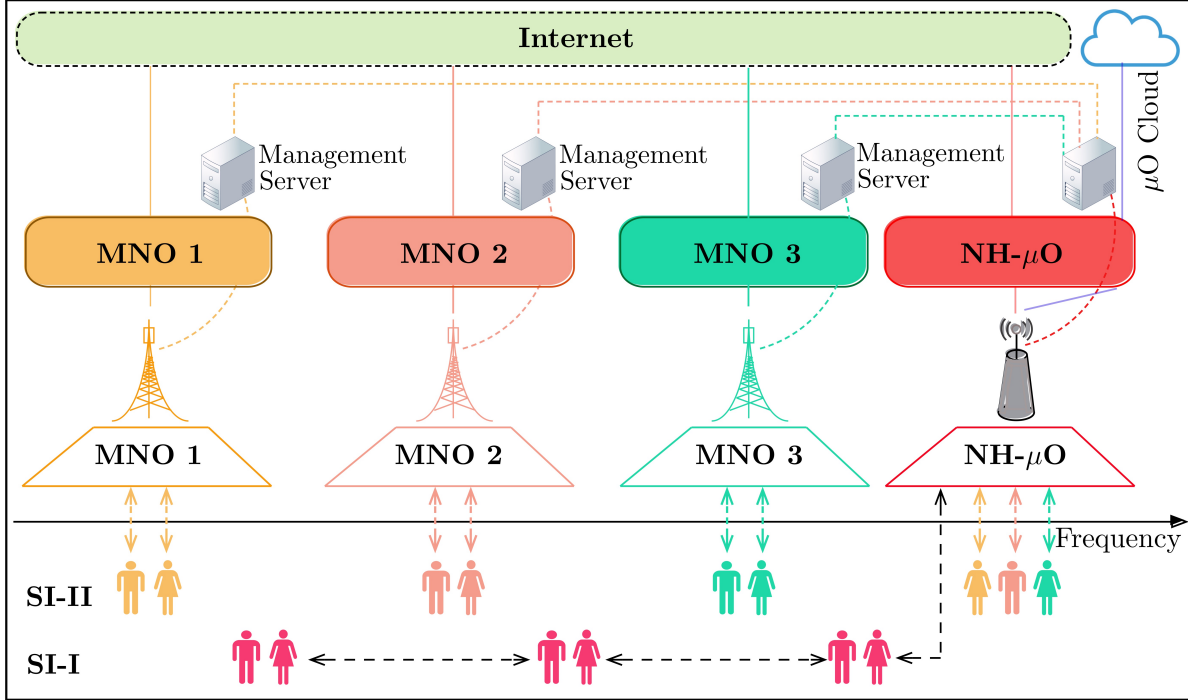 Internet
μO Cloud
Management
Server
Management
Server
Management
Server
MNO 1
MNO 2
MNO 3
NH-μO
MNO 1
MNO 2
MNO 3
NH-μO
Frequency
SI-II
SI-I